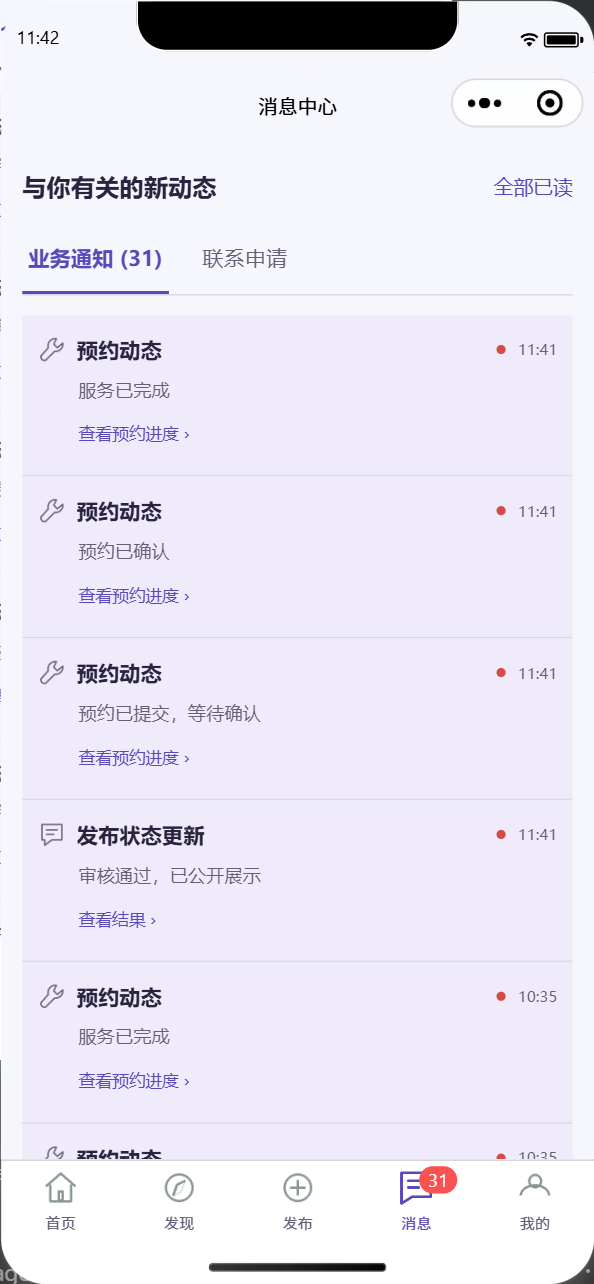 11:42
消息中心
与你有关的新动态 全部已读
业务通知 (31) 联系申请
预约动态 11:41
服务已完成
查看预约进度 ›
预约动态 11:41
预约已确认
查看预约进度 ›
预约动态 11:41
预约已提交，等待确认
查看预约进度 ›
发布状态更新 11:41
审核通过，已公开展示
查看结果 ›
预约动态 10:35
服务已完成
查看预约进度 ›
预约动态 10:35
31
首页 发现 发布 消息 我的